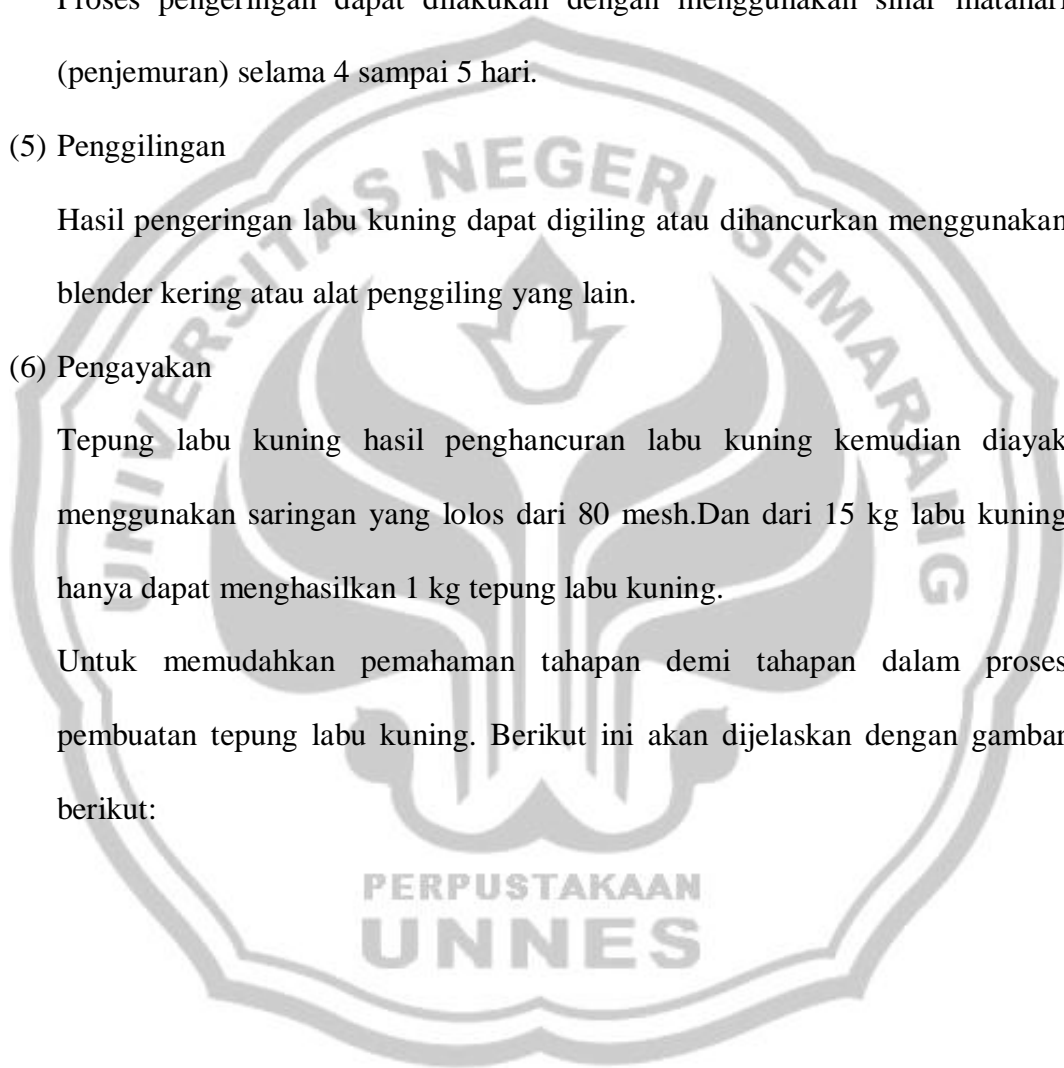 Proses pengeringan dapat dilakukan dengan menggunakan sinar matahari
(penjemuran) selama 4 sampai 5 hari.
(5) Penggilingan
Hasil pengeringan labu kuning dapat digiling atau dihancurkan menggunakan
blender kering atau alat penggiling yang lain.
(6) Pengayakan
Tepung labu kuning hasil penghancuran labu kuning kemudian diayak
menggunakan saringan yang lolos dari 80 mesh.Dan dari 15 kg labu kuning
hanya dapat menghasilkan 1 kg tepung labu kuning.
Untuk memudahkan pemahaman tahapan demi tahapan dalam proses
pembuatan tepung labu kuning. Berikut ini akan dijelaskan dengan gambar
berikut:
UNIVERSITAS NEGERI SEMARANG
PERPUSTAKAAN
UNNES